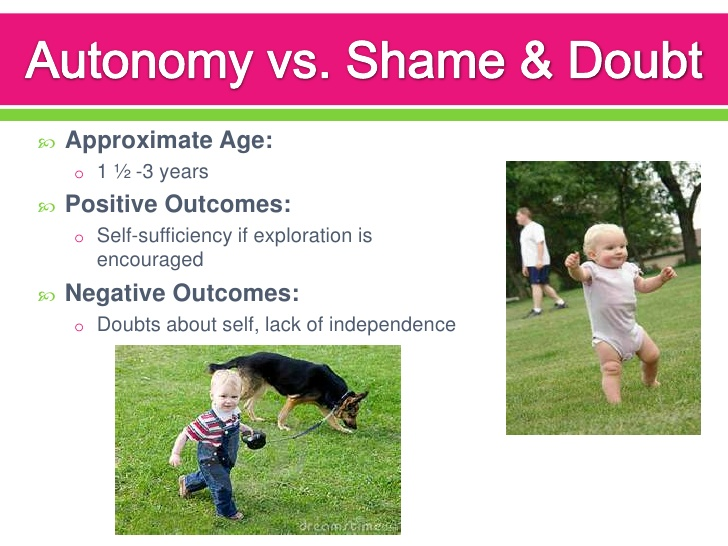 Autonomy vs. Shame & Doubt
Approximate Age:
1 ½ -3 years
Positive Outcomes:
Self-sufficiency if exploration is
encouraged
Negative Outcomes:
Doubts about self, lack of independence
dreamstime